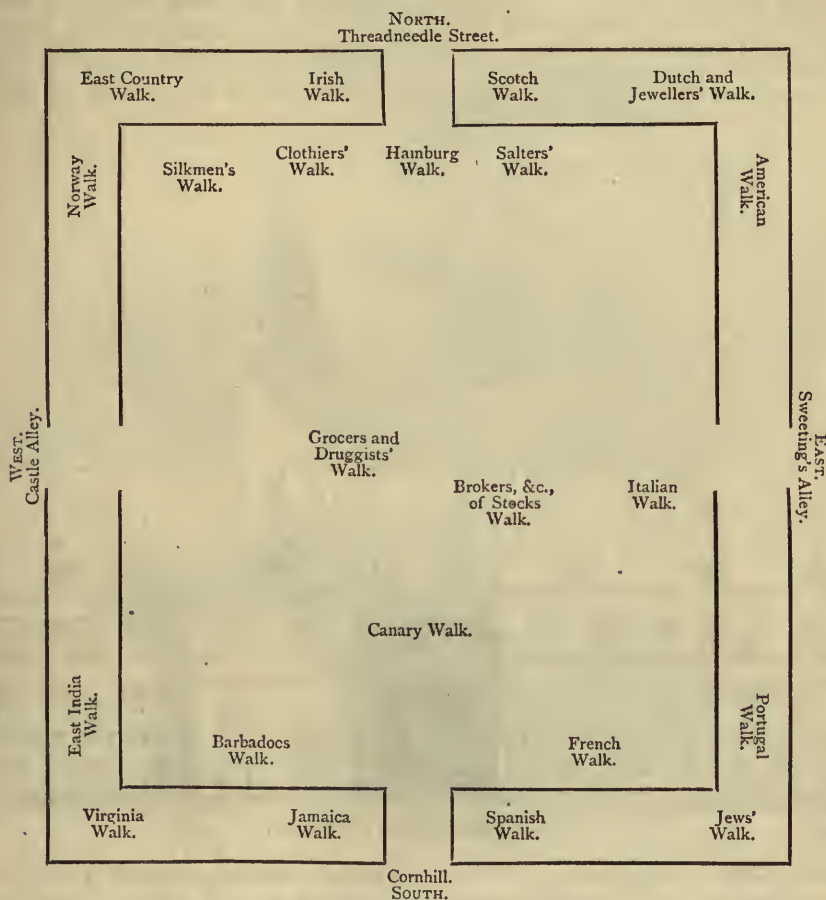 NORTH.
Threadneedle Street.
East Country
Walk.
Irish
Walk.
Scotch
Walk.
Dutch and
Jewellers' Walk.
Norway
Walk.
Silkmen's
Walk.
Clothiers'
Walk.
Hamburg
Walk.
Salters'
Walk.
American
Walk.
WEST.
Castle Alley.
Grocers and
Druggists'
Walk.
Brokers, &c.,
of Stocks
Walk.
Italian
Walk.
EAST.
Sweeting's Alley.
Canary Walk.
East India
Walk.
Barbadoes
Walk.
French
Walk.
Portugal
Walk.
Virginia
Walk.
Jamaica
Walk.
Spanish
Walk.
Jews'
Walk.
Cornhill.
SOUTH.